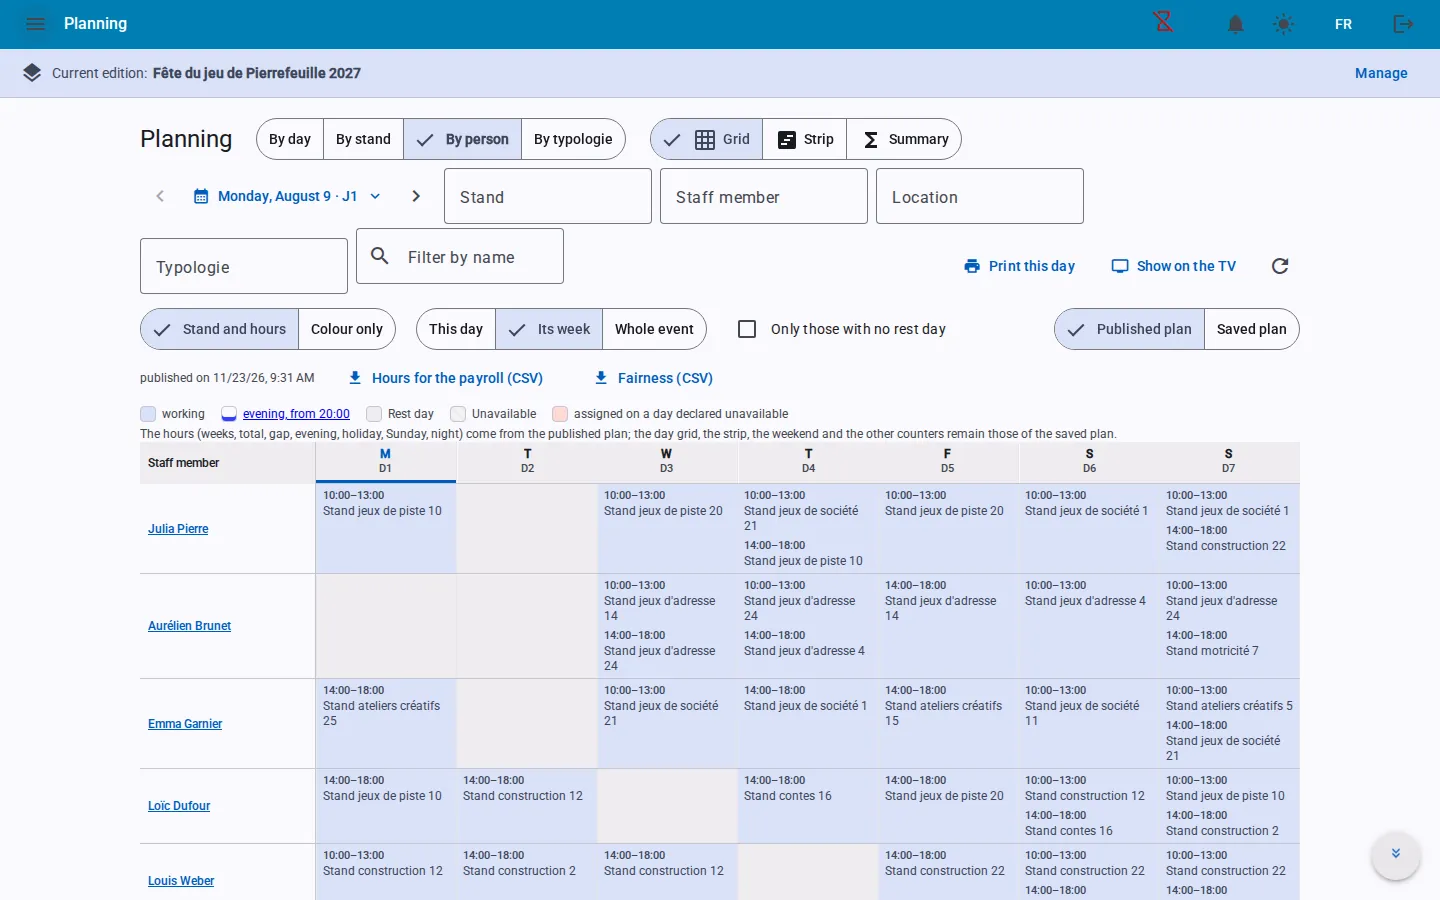 Planning
FR
Current edition: Fête du jeu de Pierrefeuille 2027
Manage
Planning
By day
By stand
By person
By typologie
Grid
Strip
Summary
Monday, August 9 · J1
Stand
Staff member
Location
Typologie
Filter by name
Print this day
Show on the TV
Stand and hours
Colour only
This day
Its week
Whole event
Only those with no rest day
Published plan
Saved plan
published on 11/23/26, 9:31 AM
Hours for the payroll (CSV)
Fairness (CSV)
working
evening, from 20:00
Rest day
Unavailable
assigned on a day declared unavailable
The hours (weeks, total, gap, evening, holiday, Sunday, night) come from the published plan; the day grid, the strip, the weekend and the other counters remain those of the saved plan.
Staff member
M
D1
T
D2
W
D3
T
D4
F
D5
S
D6
S
D7
Julia Pierre
10:00–13:00
Stand jeux de piste 10
10:00–13:00
Stand jeux de piste 20
10:00–13:00
Stand jeux de société
21
14:00–18:00
Stand jeux de piste 10
10:00–13:00
Stand jeux de piste 20
10:00–13:00
Stand jeux de société 1
10:00–13:00
Stand jeux de société 1
14:00–18:00
Stand construction 22
Aurélien Brunet
10:00–13:00
Stand jeux d'adresse
14
14:00–18:00
Stand jeux d'adresse
24
10:00–13:00
Stand jeux d'adresse
24
14:00–18:00
Stand jeux d'adresse 4
14:00–18:00
Stand jeux d'adresse
14
10:00–13:00
Stand jeux d'adresse 4
10:00–13:00
Stand jeux d'adresse
24
14:00–18:00
Stand motricité 7
Emma Garnier
14:00–18:00
Stand ateliers créatifs
25
10:00–13:00
Stand jeux de société
21
14:00–18:00
Stand jeux de société 1
14:00–18:00
Stand ateliers créatifs
15
10:00–13:00
Stand jeux de société
11
10:00–13:00
Stand ateliers créatifs 5
14:00–18:00
Stand jeux de société
21
Loïc Dufour
14:00–18:00
Stand jeux de piste 10
14:00–18:00
Stand construction 12
14:00–18:00
Stand contes 16
14:00–18:00
Stand jeux de piste 20
10:00–13:00
Stand construction 12
14:00–18:00
Stand contes 16
10:00–13:00
Stand jeux de piste 10
14:00–18:00
Stand construction 2
Louis Weber
10:00–13:00
Stand construction 12
14:00–18:00
Stand construction 2
14:00–18:00
Stand construction 12
14:00–18:00
Stand construction 22
10:00–13:00
Stand construction 22
14:00–18:00
10:00–13:00
Stand construction 22
14:00–18:00